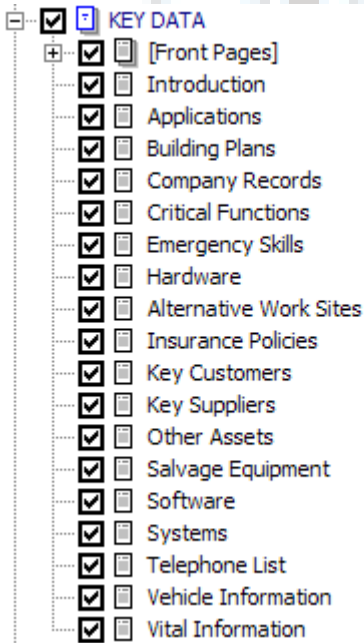 KEY DATA
[Front Pages]
Introduction
Applications
Building Plans
Company Records
Critical Functions
Emergency Skills
Hardware
Alternative Work Sites
Insurance Policies
Key Customers
Key Suppliers
Other Assets
Salvage Equipment
Software
Systems
Telephone List
Vehicle Information
Vital Information